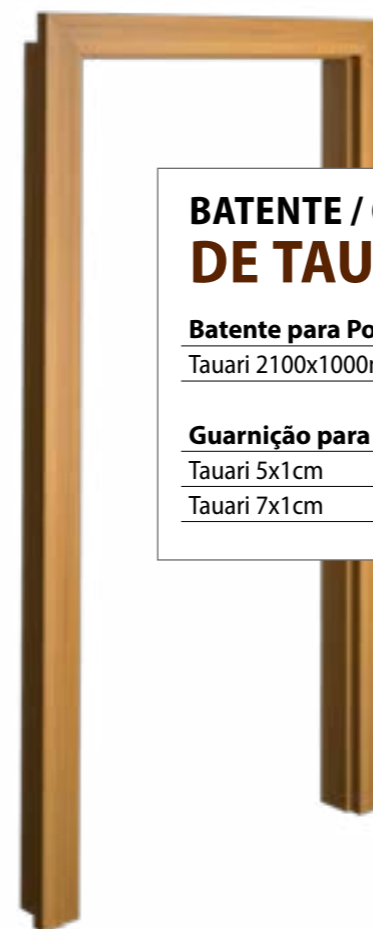 BATENTE /
DE TAU
Batente para Po
Tauari 2100x1000
Guarnição para
Tauari 5x1cm
Tauari 7x1cm